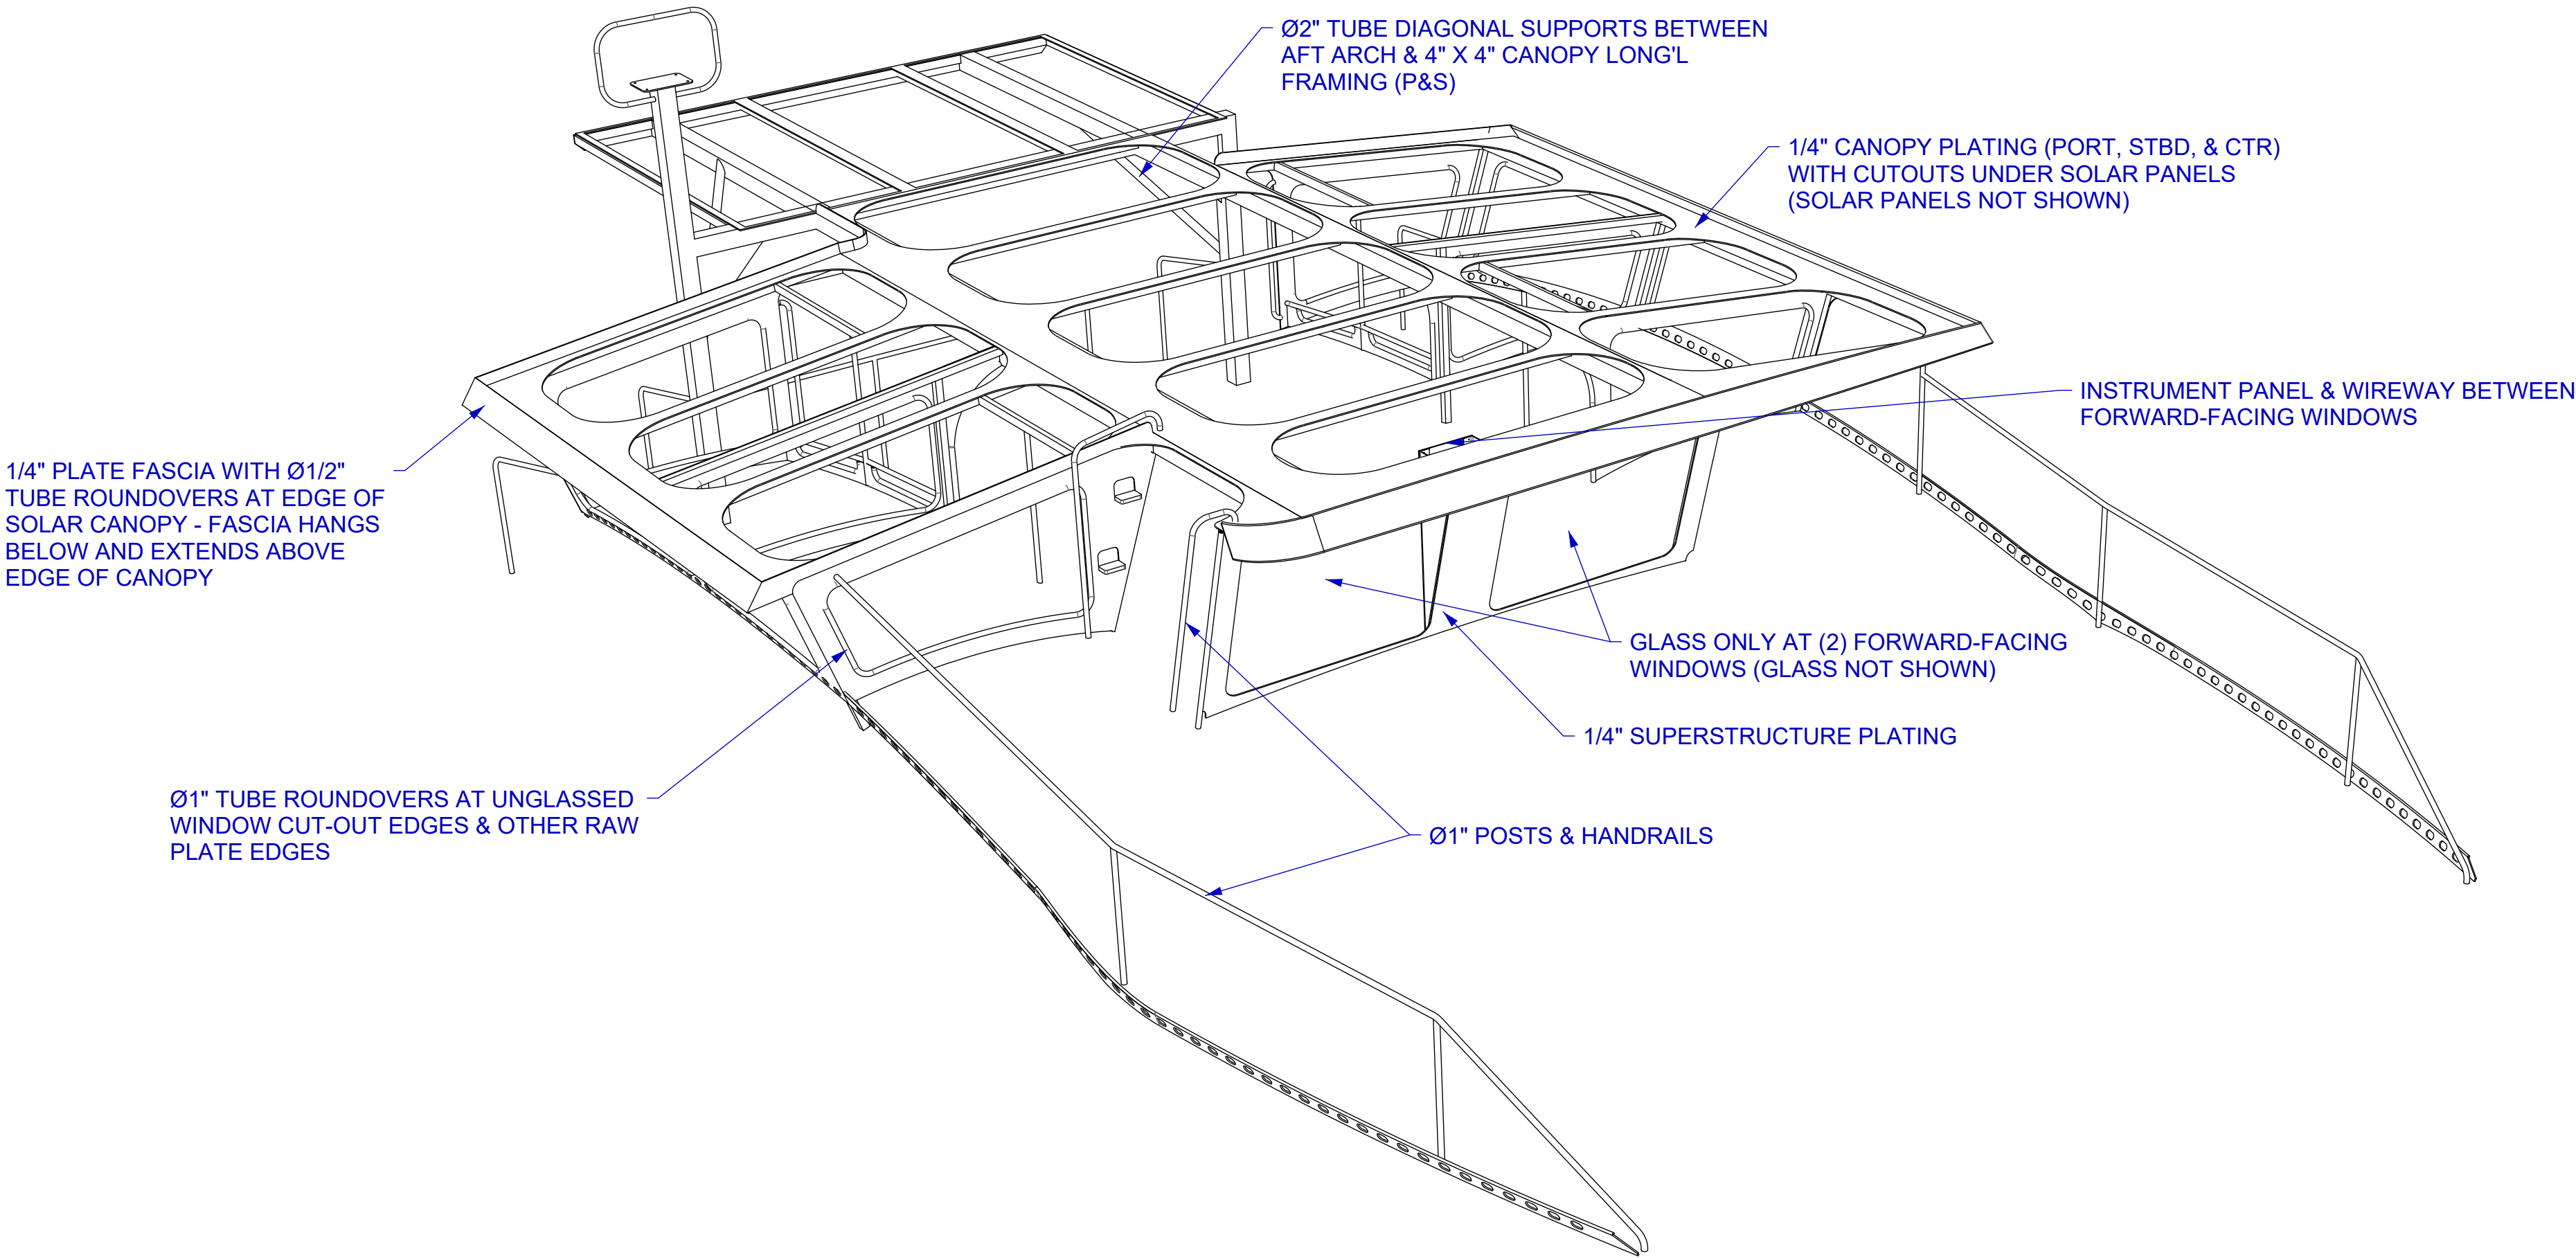 Ø2" TUBE DIAGONAL SUPPORTS BETWEEN
AFT ARCH & 4" X 4" CANOPY LONG'L
FRAMING (P&S)
1/4" CANOPY PLATING (PORT, STBD, & CTR)
WITH CUTOUTS UNDER SOLAR PANELS
(SOLAR PANELS NOT SHOWN)
INSTRUMENT PANEL & WIREWAY BETWEEN
FORWARD-FACING WINDOWS
1/4" PLATE FASCIA WITH Ø1/2"
TUBE ROUNDOVERS AT EDGE OF
SOLAR CANOPY - FASCIA HANGS
BELOW AND EXTENDS ABOVE
EDGE OF CANOPY
GLASS ONLY AT (2) FORWARD-FACING
WINDOWS (GLASS NOT SHOWN)
1/4" SUPERSTRUCTURE PLATING
Ø1" TUBE ROUNDOVERS AT UNGLASSED
WINDOW CUT-OUT EDGES & OTHER RAW
PLATE EDGES
Ø1" POSTS & HANDRAILS